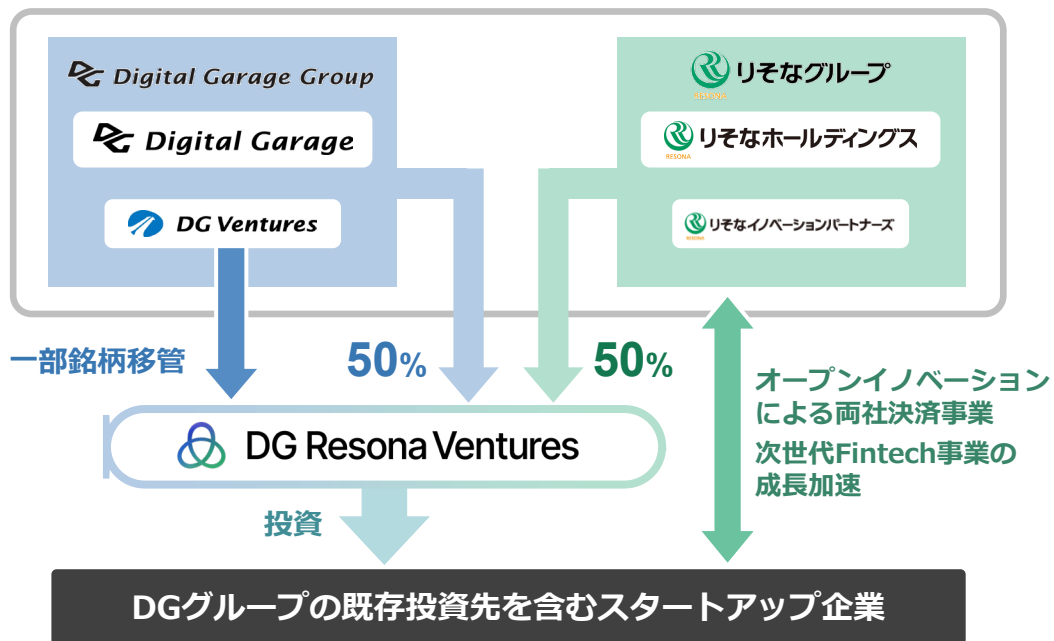 Digital Garage Group
Digital Garage
DG Ventures
りそなグループ
りそなホールディングス
RESONA
りそなイノベーションパートナーズ
RESONA
一部銘柄移管
50%
50%
オープンイノベーション
による両社決済事業
次世代Fintech事業の
成長加速
DG Resona Ventures
投資
DGグループの既存投資先を含むスタートアップ企業